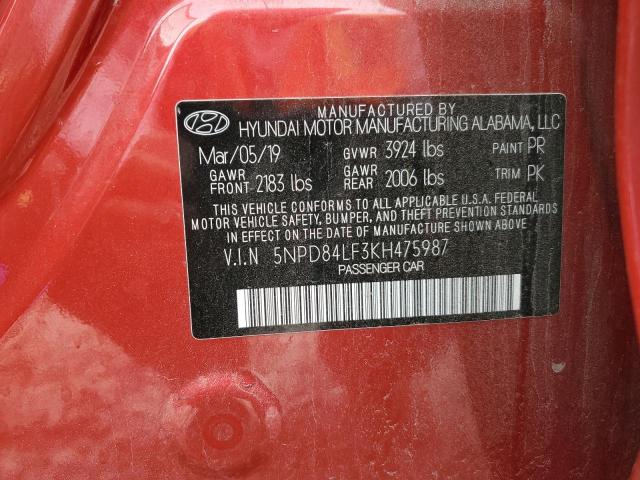 MANUFACTURED BY
HYUNDAI MOTOR MANUFACTURING ALABAMA, LLC
Mar/05/19 GVWR 3924 lbs PAINT PR
GAWR FRONT 2183 lbs GAWR REAR 2006 lbs TRIM PK
THIS VEHICLE CONFORMS TO ALL APPLICABLE U.S.A. FEDERAL
MOTOR VEHICLE SAFETY, BUMPER, AND THEFT PREVENTION STANDARDS
IN EFFECT ON THE DATE OF MANUFACTURE SHOWN ABOVE.
V.I.N 5NPD84LF3KH475987
PASSENGER CAR